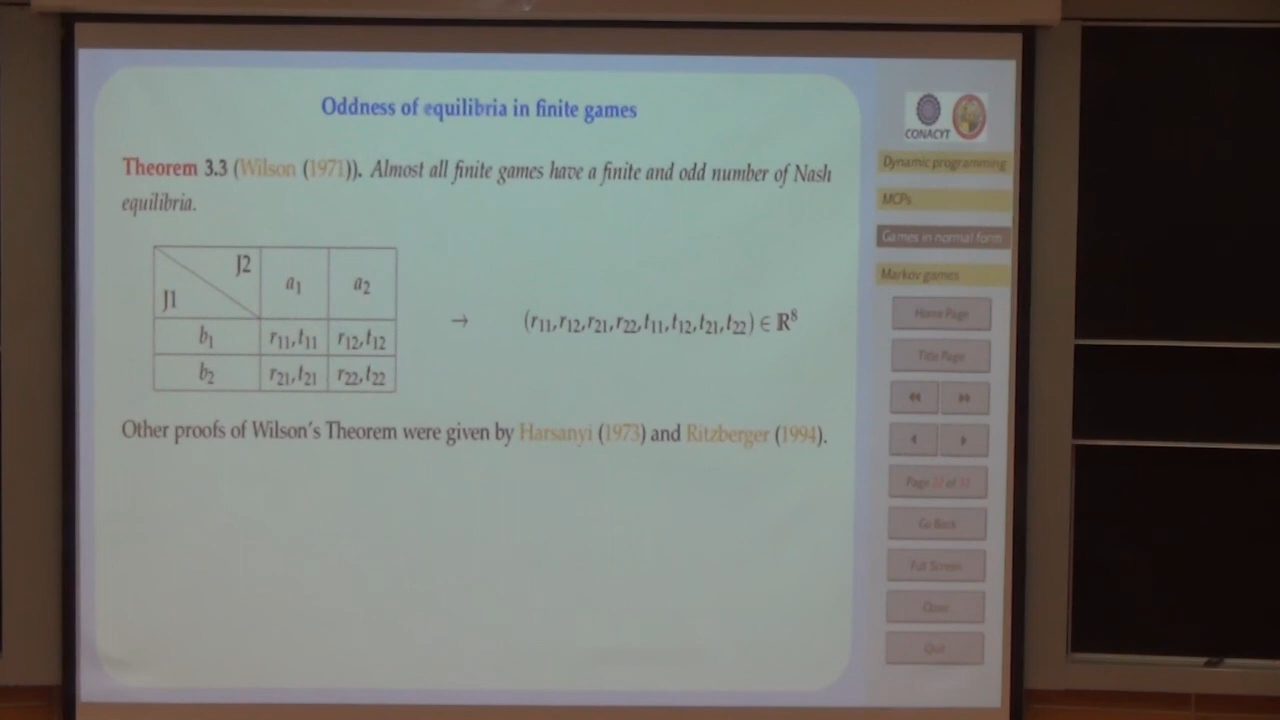 Oddness of equilibria in finite games
Theorem 3.3 (Wilson (1971)). Almost all finite games have a finite and odd number of Nash
equilibria.
J2
J1
a₁ a₂
b₁ r₁₁,t₁₁ r₁₂,t₁₂
b₂ r₂₁,t₂₁ r₂₂,t₂₂
→ (r₁₁,r₁₂,r₂₁,r₂₂,t₁₁,t₁₂,t₂₁,t₂₂) ∈ ℝ⁸
Other proofs of Wilson's Theorem were given by Harsanyi (1973) and Ritzberger (1994).
CONACYT
Dynamic programming
MCPs
Games in normal form
Markov games
Home Page
Title Page
Page of
Go Back
Full Screen
Close
Quit